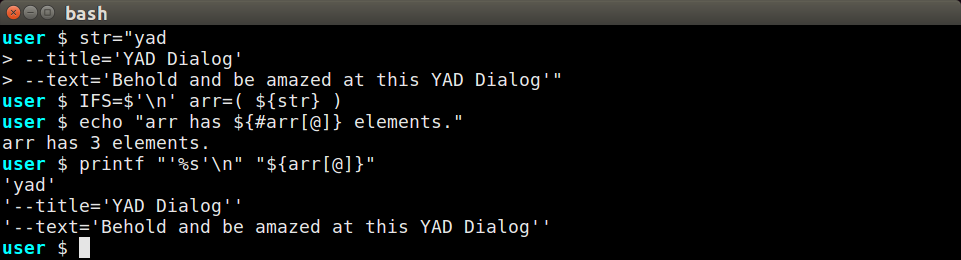 bash
user $ str="yad
> --title='YAD Dialog'
> --text='Behold and be amazed at this YAD Dialog'"
user $ IFS=$'\n' arr=( ${str} )
user $ echo "arr has ${#arr[@]} elements."
arr has 3 elements.
user $ printf "'%s'\n" "${arr[@]}"
'yad'
'--title='YAD Dialog''
'--text='Behold and be amazed at this YAD Dialog''
user $